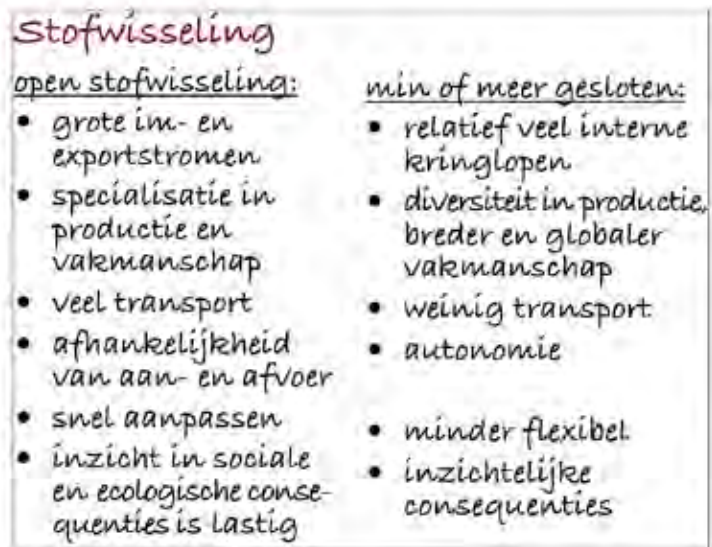 Stofwisseling
open stofwisseling:
• grote im- en
exportstromen
• specialisatie in
productie en
vakmanschap
• veel transport
• afhankelijkheid
van aan- en afvoer
• snel aanpassen
• inzicht in sociale
en ecologische conse-
quenties is lastig
min of meer gesloten:
• relatief veel interne
kringlopen
• diversiteit in productie,
breder en globaler
vakmanschap
• weinig transport
• autonomie
• minder flexibel
• inzichtelijke
consequenties